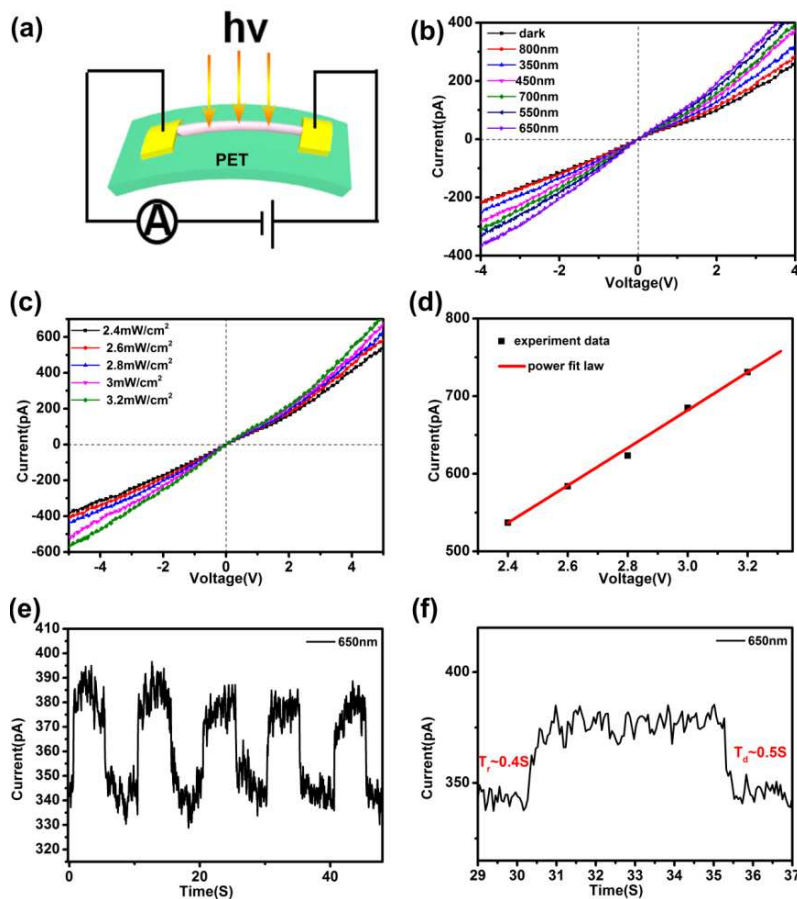 (a)
hv
PET
A
(b)
400
200
0
-200
-400
-4
-2
0
2
4
Current(pA)
Voltage(V)
dark
800nm
350nm
450nm
700nm
550nm
650nm
(c)
600
400
200
0
-200
-400
-600
-4
-2
0
2
4
Current(pA)
Voltage(V)
2.4mW/cm²
2.6mW/cm²
2.8mW/cm²
3mW/cm²
3.2mW/cm²
(d)
800
700
600
500
2.4
2.6
2.8
3.0
3.2
Current(pA)
Voltage(V)
experiment data
power fit law
(e)
410
400
390
380
370
360
350
340
330
320
0
20
40
Current(pA)
Time(S)
650nm
(f)
400
350
29
30
31
32
33
34
35
36
37
Current(pA)
Time(S)
650nm
Tr~0.4S
Td~0.5S